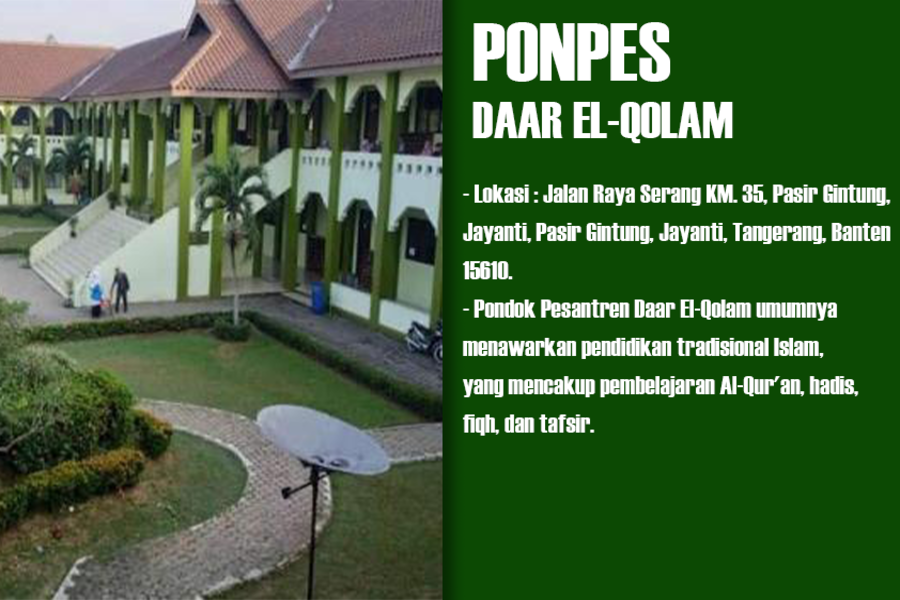 PONPES
DAAR EL-QOLAM
- Lokasi : Jalan Raya Serang KM. 35, Pasir Gintung,
Jayanti, Pasir Gintung, Jayanti, Tangerang, Banten
15610.
- Pondok Pesantren Daar El-Qolam umumnya
menawarkan pendidikan tradisional Islam,
yang mencakup pembelajaran Al-Qur'an, hadis,
fiqh, dan tafsir.